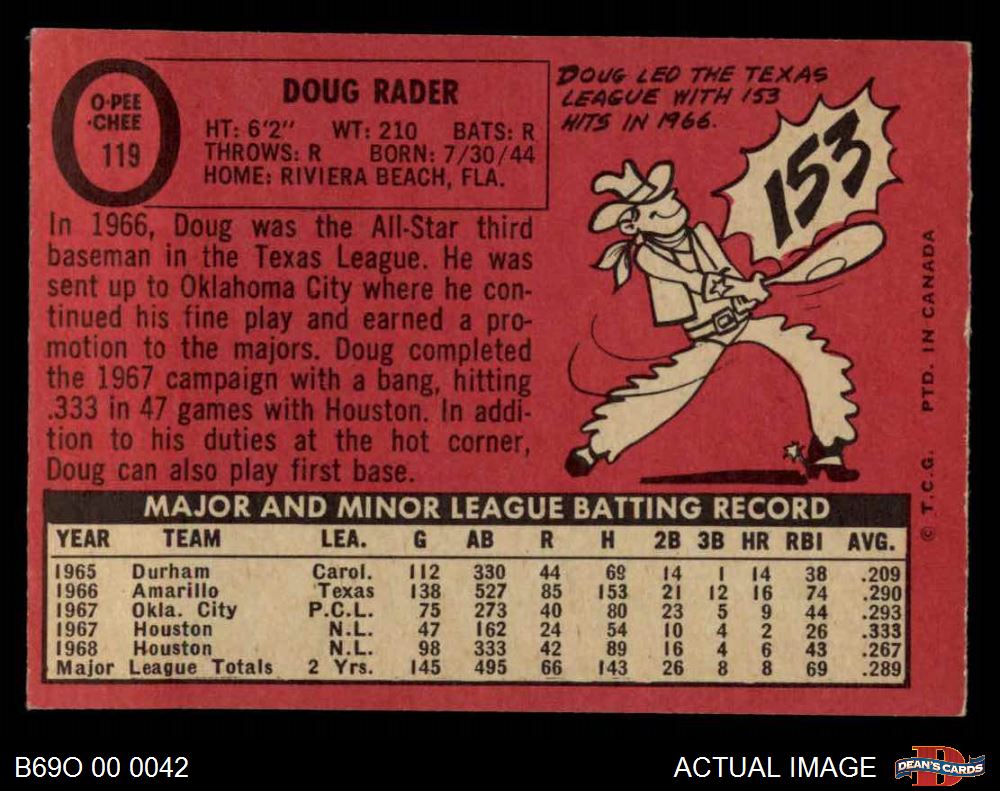 O-PEE
-CHEE
119
DOUG RADER
HT: 6'2" WT: 210 BATS: R
THROWS: R BORN: 7/30/44
HOME: RIVIERA BEACH, FLA.
DOUG LED THE TEXAS
LEAGUE WITH 153
HITS IN 1966.
153
In 1966, Doug was the All-Star third
baseman in the Texas League. He was
sent up to Oklahoma City where he con-
tinued his fine play and earned a pro-
motion to the majors. Doug completed
the 1967 campaign with a bang, hitting
.333 in 47 games with Houston. In addi-
tion to his duties at the hot corner,
Doug can also play first base.
© T.C.G. PTD. IN CANADA
MAJOR AND MINOR LEAGUE BATTING RECORD
YEAR TEAM LEA. G AB R H 2B 3B HR RBI AVG.
1965 Durham Carol. 112 330 44 69 14 1 14 38 .209
1966 Amarillo Texas 138 527 85 153 21 12 16 74 .290
1967 Okla. City P.C.L. 75 273 40 80 23 5 9 44 .293
1967 Houston N.L. 47 162 24 54 10 4 2 26 .333
1968 Houston N.L. 98 333 42 89 16 4 6 43 .267
Major League Totals 2 Yrs. 145 495 66 143 26 8 8 69 .289
B69O 00 0042
ACTUAL IMAGE
DEAN'S CARDS